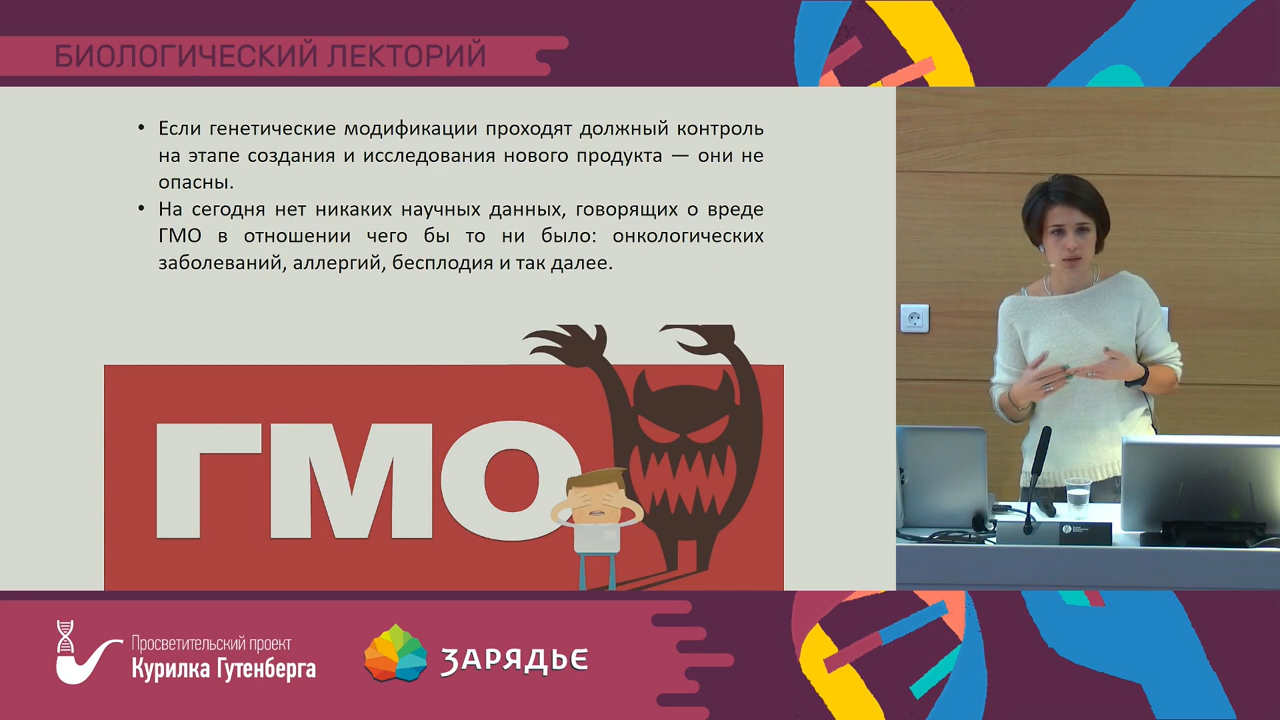 БИОЛОГИЧЕСКИЙ ЛЕКТОРИЙ
• Если генетические модификации проходят должный контроль
на этапе создания и исследования нового продукта — они не
опасны.
• На сегодня нет никаких научных данных, говорящих о вреде
ГМО в отношении чего бы то ни было: онкологических
заболеваний, аллергий, бесплодия и так далее.
ГМО
Просветительский проект
Курилка Гутенберга
ЗАРЯДЬЕ